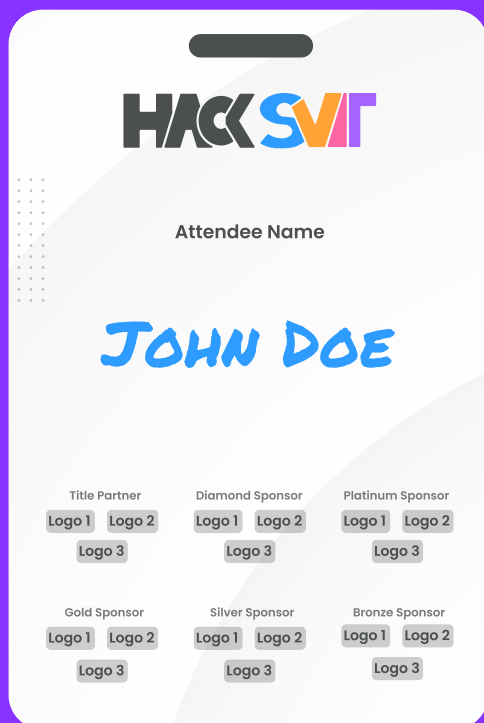 HACK SVIT
Attendee Name
John Doe
Title Partner Diamond Sponsor Platinum Sponsor
Logo 1 Logo 2 Logo 1 Logo 2 Logo 1 Logo 2
Logo 3 Logo 3 Logo 3
Gold Sponsor Silver Sponsor Bronze Sponsor
Logo 1 Logo 2 Logo 1 Logo 2 Logo 1 Logo 2
Logo 3 Logo 3 Logo 3